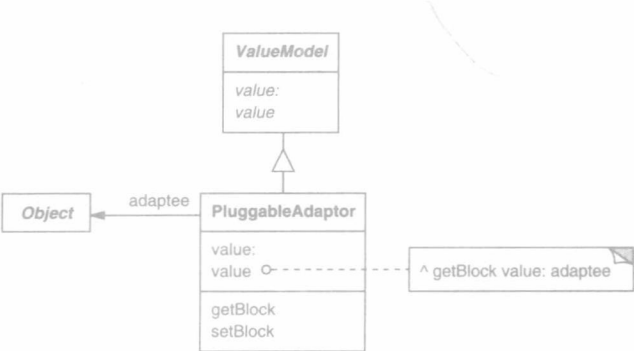 ValueModel
value:
value
Object
adaptee
PluggableAdaptor
value:
value
^ getBlock value: adaptee
getBlock
setBlock